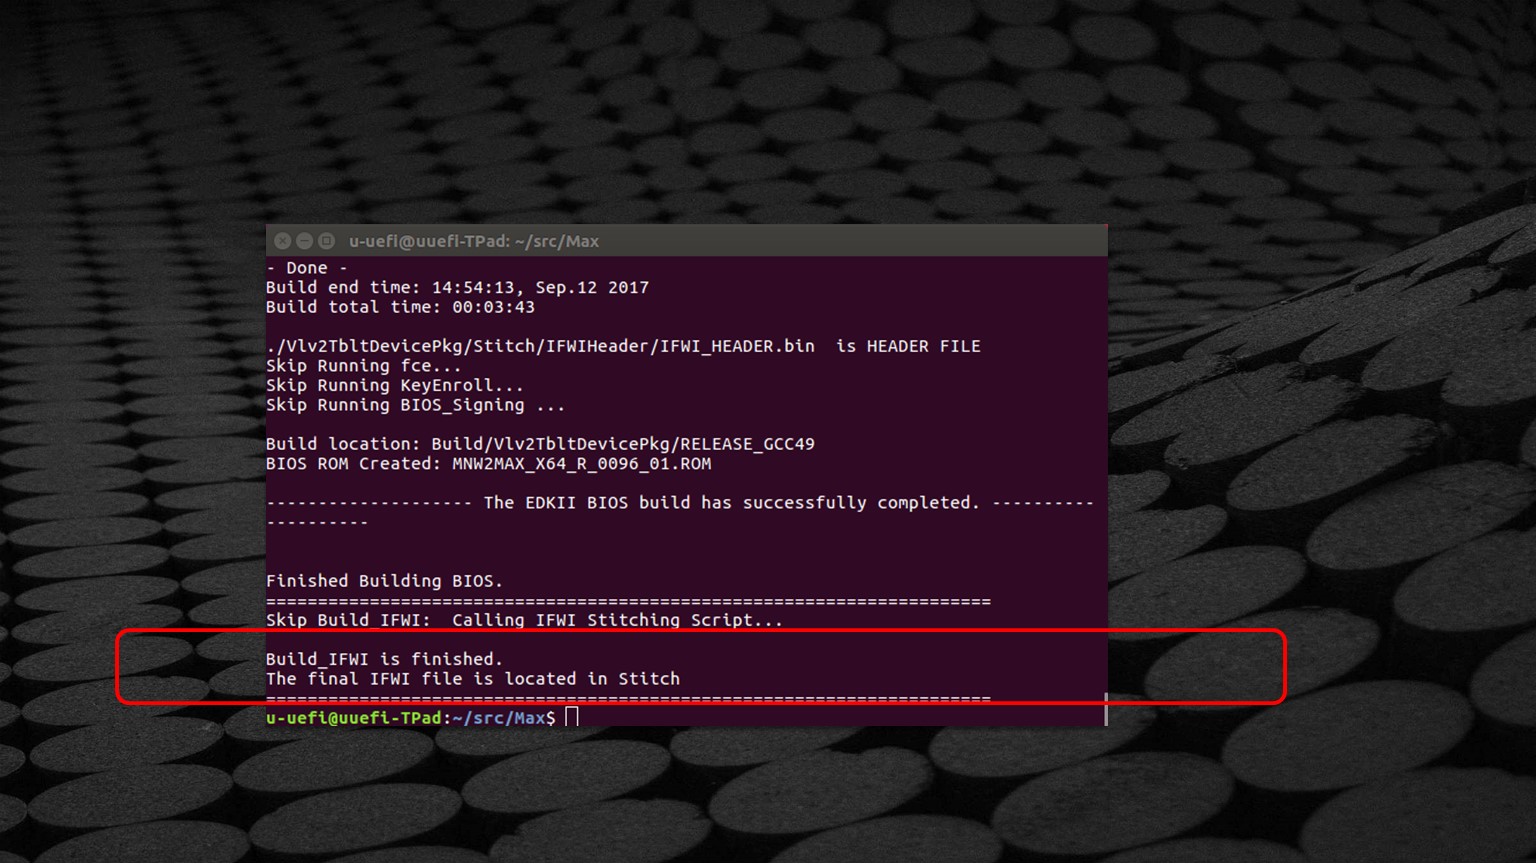 u-uefi@uuefi-TPad: ~/src/Max
- Done -
Build end time: 14:54:13, Sep.12 2017
Build total time: 00:03:43
./Vlv2TbltDevicePkg/Stitch/IFWIHeader/IFWI_HEADER.bin  is HEADER FILE
Skip Running fce...
Skip Running KeyEnroll...
Skip Running BIOS_Signing ...
Build location: Build/Vlv2TbltDevicePkg/RELEASE_GCC49
BIOS ROM Created: MNW2MAX_X64_R_0096_01.ROM
-------------------- The EDKII BIOS build has successfully completed. ----------
----------
Finished Building BIOS.
======================================================================
Skip Build_IFWI:  Calling IFWI Stitching Script...
Build_IFWI is finished.
The final IFWI file is located in Stitch
======================================================================
u-uefi@uuefi-TPad:~/src/Max$